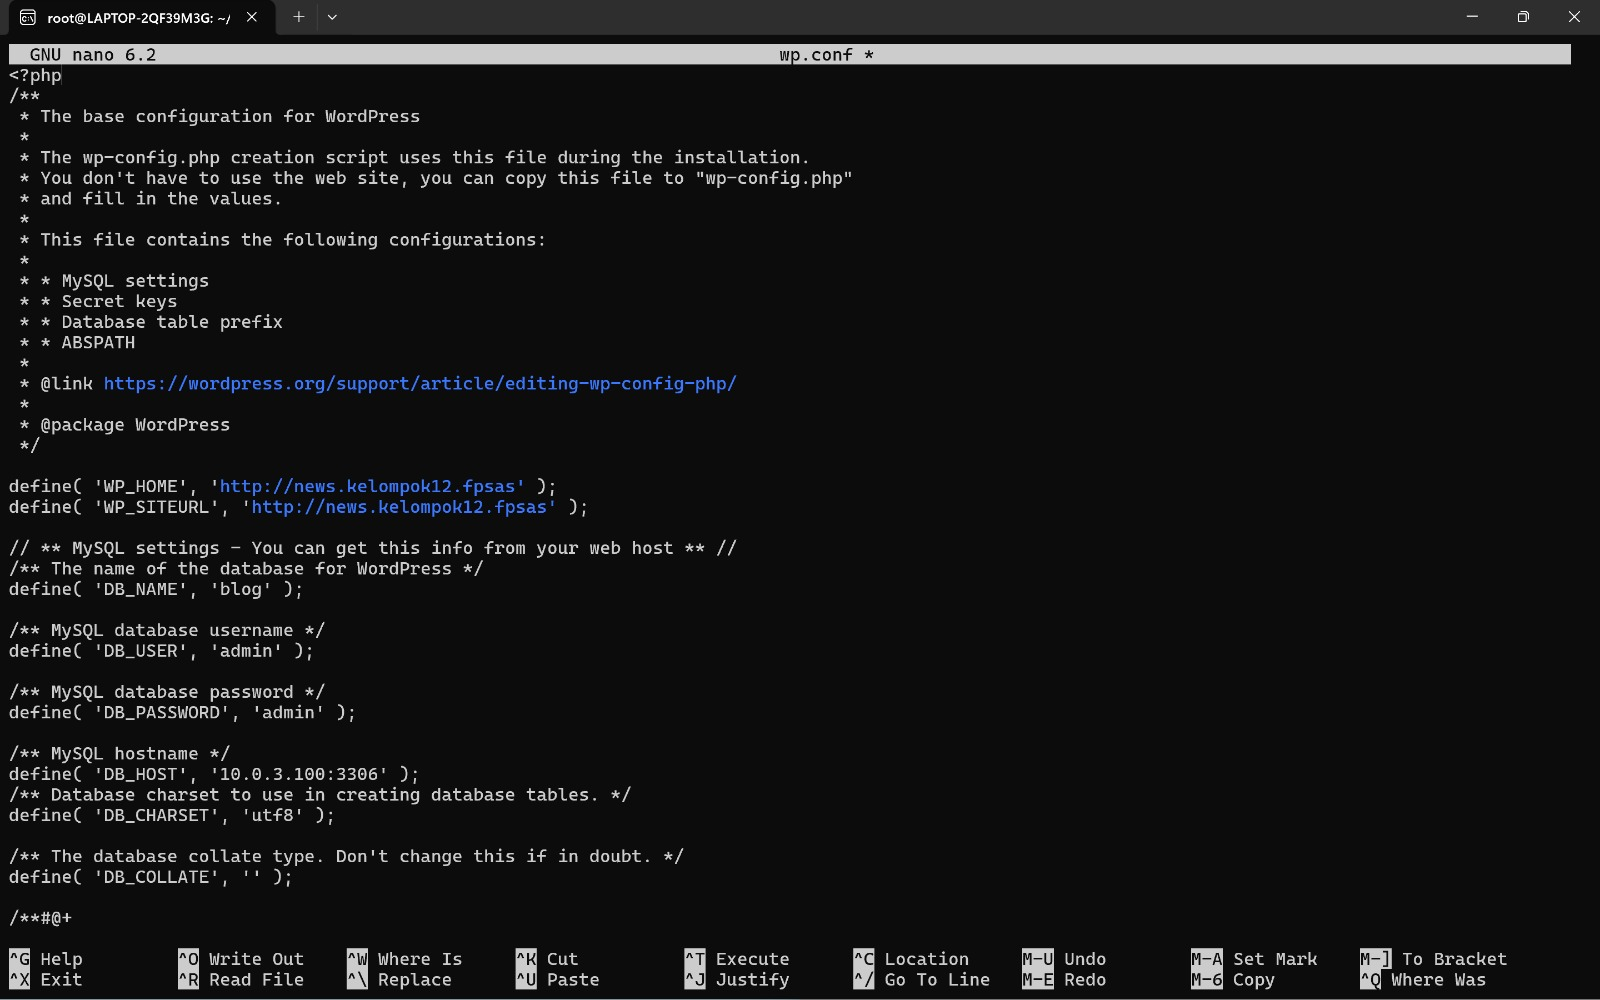 root@LAPTOP-2QF39M3G: ~/
GNU nano 6.2 wp.conf *
<?php
/**
 * The base configuration for WordPress
 *
 * The wp-config.php creation script uses this file during the installation.
 * You don't have to use the web site, you can copy this file to "wp-config.php"
 * and fill in the values.
 *
 * This file contains the following configurations:
 *
 * * MySQL settings
 * * Secret keys
 * * Database table prefix
 * * ABSPATH
 *
 * @link https://wordpress.org/support/article/editing-wp-config-php/
 *
 * @package WordPress
 */

define( 'WP_HOME', 'http://news.kelompok12.fpsas' );
define( 'WP_SITEURL', 'http://news.kelompok12.fpsas' );

// ** MySQL settings - You can get this info from your web host ** //
/** The name of the database for WordPress */
define( 'DB_NAME', 'blog' );

/** MySQL database username */
define( 'DB_USER', 'admin' );

/** MySQL database password */
define( 'DB_PASSWORD', 'admin' );

/** MySQL hostname */
define( 'DB_HOST', '10.0.3.100:3306' );
/** Database charset to use in creating database tables. */
define( 'DB_CHARSET', 'utf8' );

/** The database collate type. Don't change this if in doubt. */
define( 'DB_COLLATE', '' );

/**#@+
^G Help ^O Write Out ^W Where Is ^K Cut ^T Execute ^C Location M-U Undo M-A Set Mark M-] To Bracket
^X Exit ^R Read File ^\ Replace ^U Paste ^J Justify ^/ Go To Line M-E Redo M-6 Copy ^Q Where Was